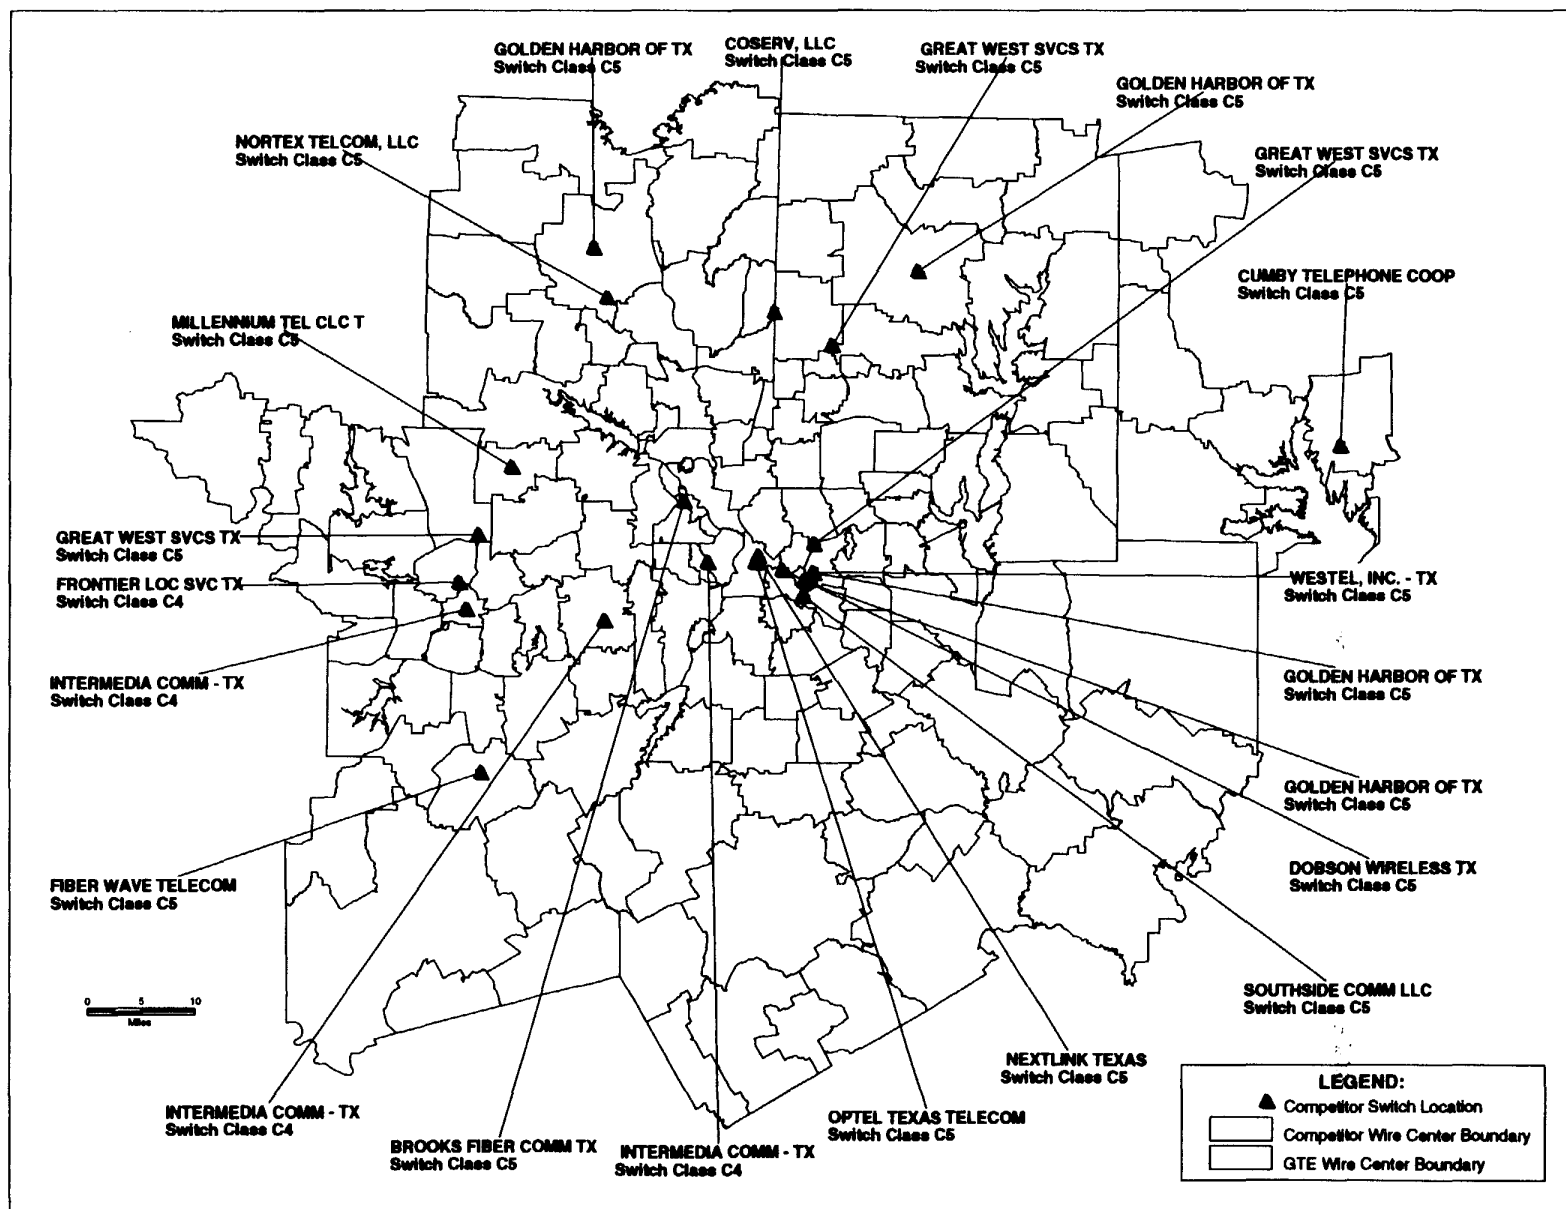 GOLDEN HARBOR OF TX
Switch Class C5
COSERV, LLC
Switch Class C5
GREAT WEST SVCS TX
Switch Class C5
GOLDEN HARBOR OF TX
Switch Class C5
NORTEX TELCOM, LLC
Switch Class C5
GREAT WEST SVCS TX
Switch Class C5
CUMBY TELEPHONE COOP
Switch Class C5
MILLENNIUM TEL CLC T
Switch Class C5
GREAT WEST SVCS TX
Switch Class C5
FRONTIER LOC SVC TX
Switch Class C4
WESTEL, INC. - TX
Switch Class C5
INTERMEDIA COMM - TX
Switch Class C4
GOLDEN HARBOR OF TX
Switch Class C5
GOLDEN HARBOR OF TX
Switch Class C5
FIBER WAVE TELECOM
Switch Class C5
DOBSON WIRELESS TX
Switch Class C5
SOUTHSIDE COMM LLC
Switch Class C5
0 5 10
Miles
NEXTLINK TEXAS
Switch Class C5
INTERMEDIA COMM - TX
Switch Class C4
OPTEL TEXAS TELECOM
Switch Class C5
BROOKS FIBER COMM TX
Switch Class C5
INTERMEDIA COMM - TX
Switch Class C4
LEGEND:
Competitor Switch Location
Competitor Wire Center Boundary
GTE Wire Center Boundary